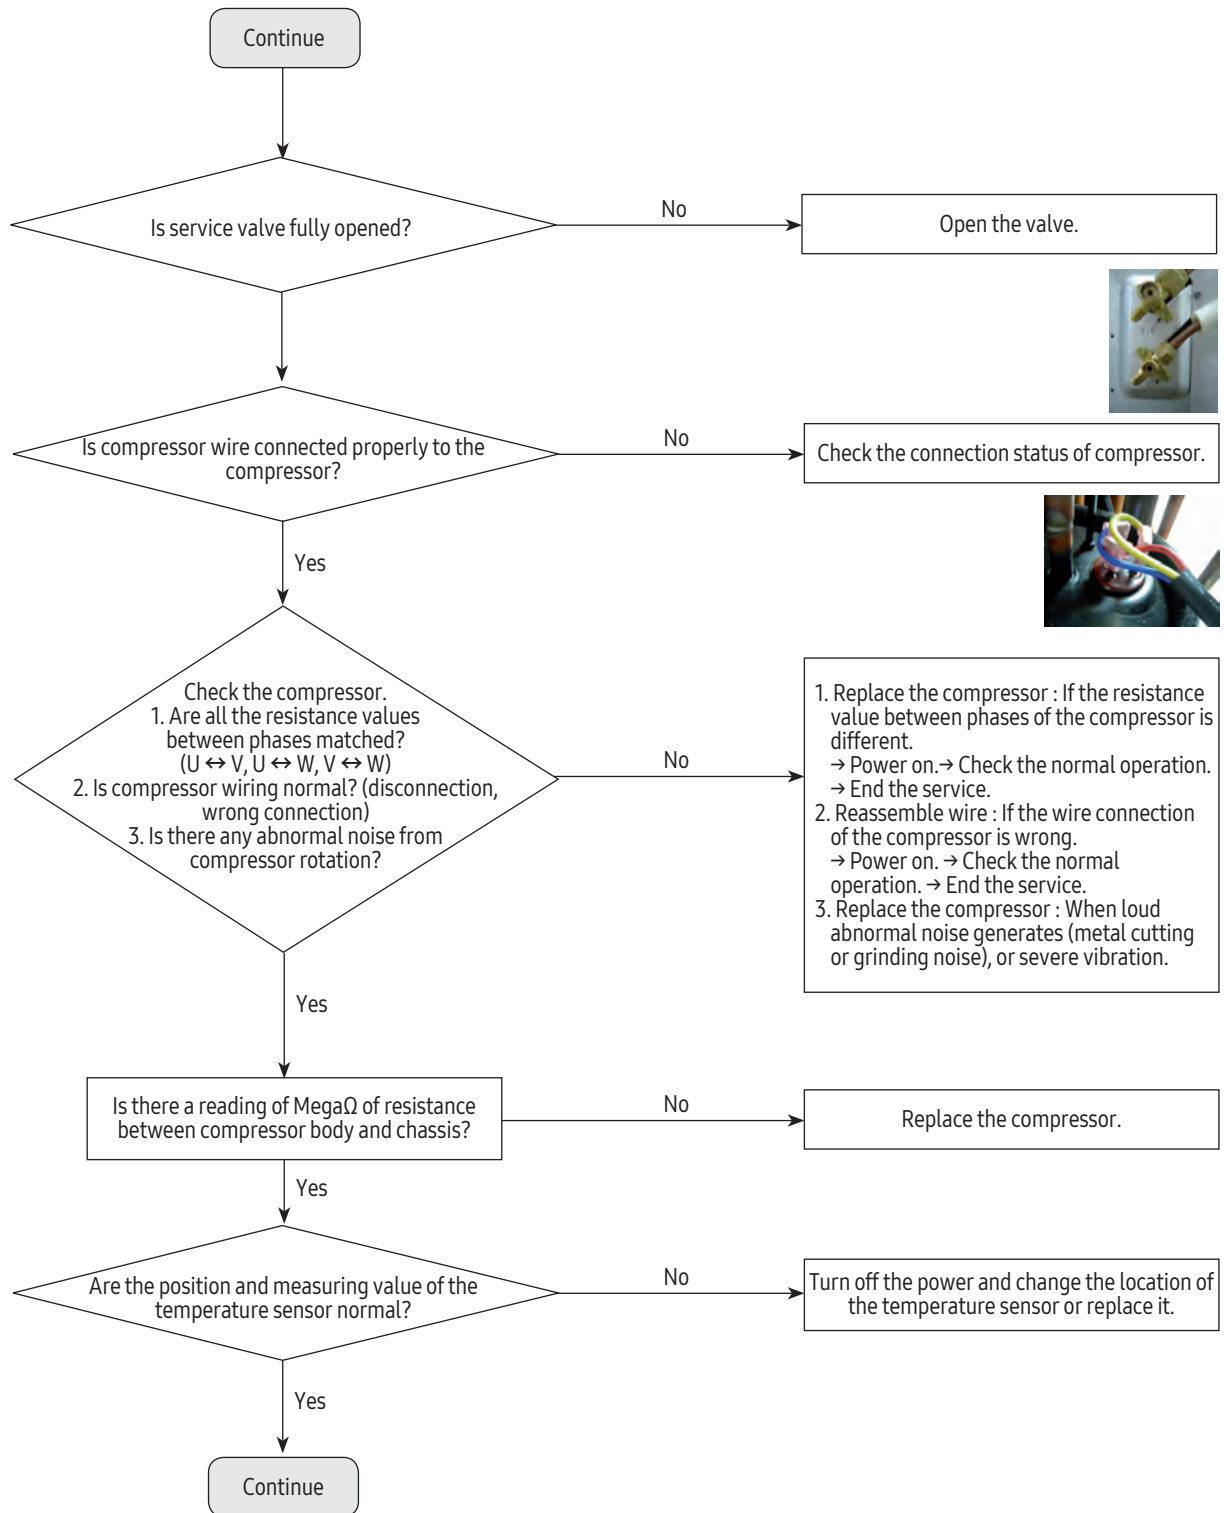 Continue
Is service valve fully opened?
No
Open the valve.
Is compressor wire connected properly to the
compressor?
No
Check the connection status of compressor.
Yes
Check the compressor.
1. Are all the resistance values
between phases matched?
(U ↔ V, U ↔ W, V ↔ W)
2. Is compressor wiring normal? (disconnection,
wrong connection)
3. Is there any abnormal noise from
compressor rotation?
No
1. Replace the compressor : If the resistance
value between phases of the compressor is
different.
→ Power on.→ Check the normal operation.
→ End the service.
2. Reassemble wire : If the wire connection
of the compressor is wrong.
→ Power on. → Check the normal
operation. → End the service.
3. Replace the compressor : When loud
abnormal noise generates (metal cutting
or grinding noise), or severe vibration.
Yes
Is there a reading of MegaΩ of resistance
between compressor body and chassis?
No
Replace the compressor.
Yes
Are the position and measuring value of the
temperature sensor normal?
No
Turn off the power and change the location of
the temperature sensor or replace it.
Yes
Continue